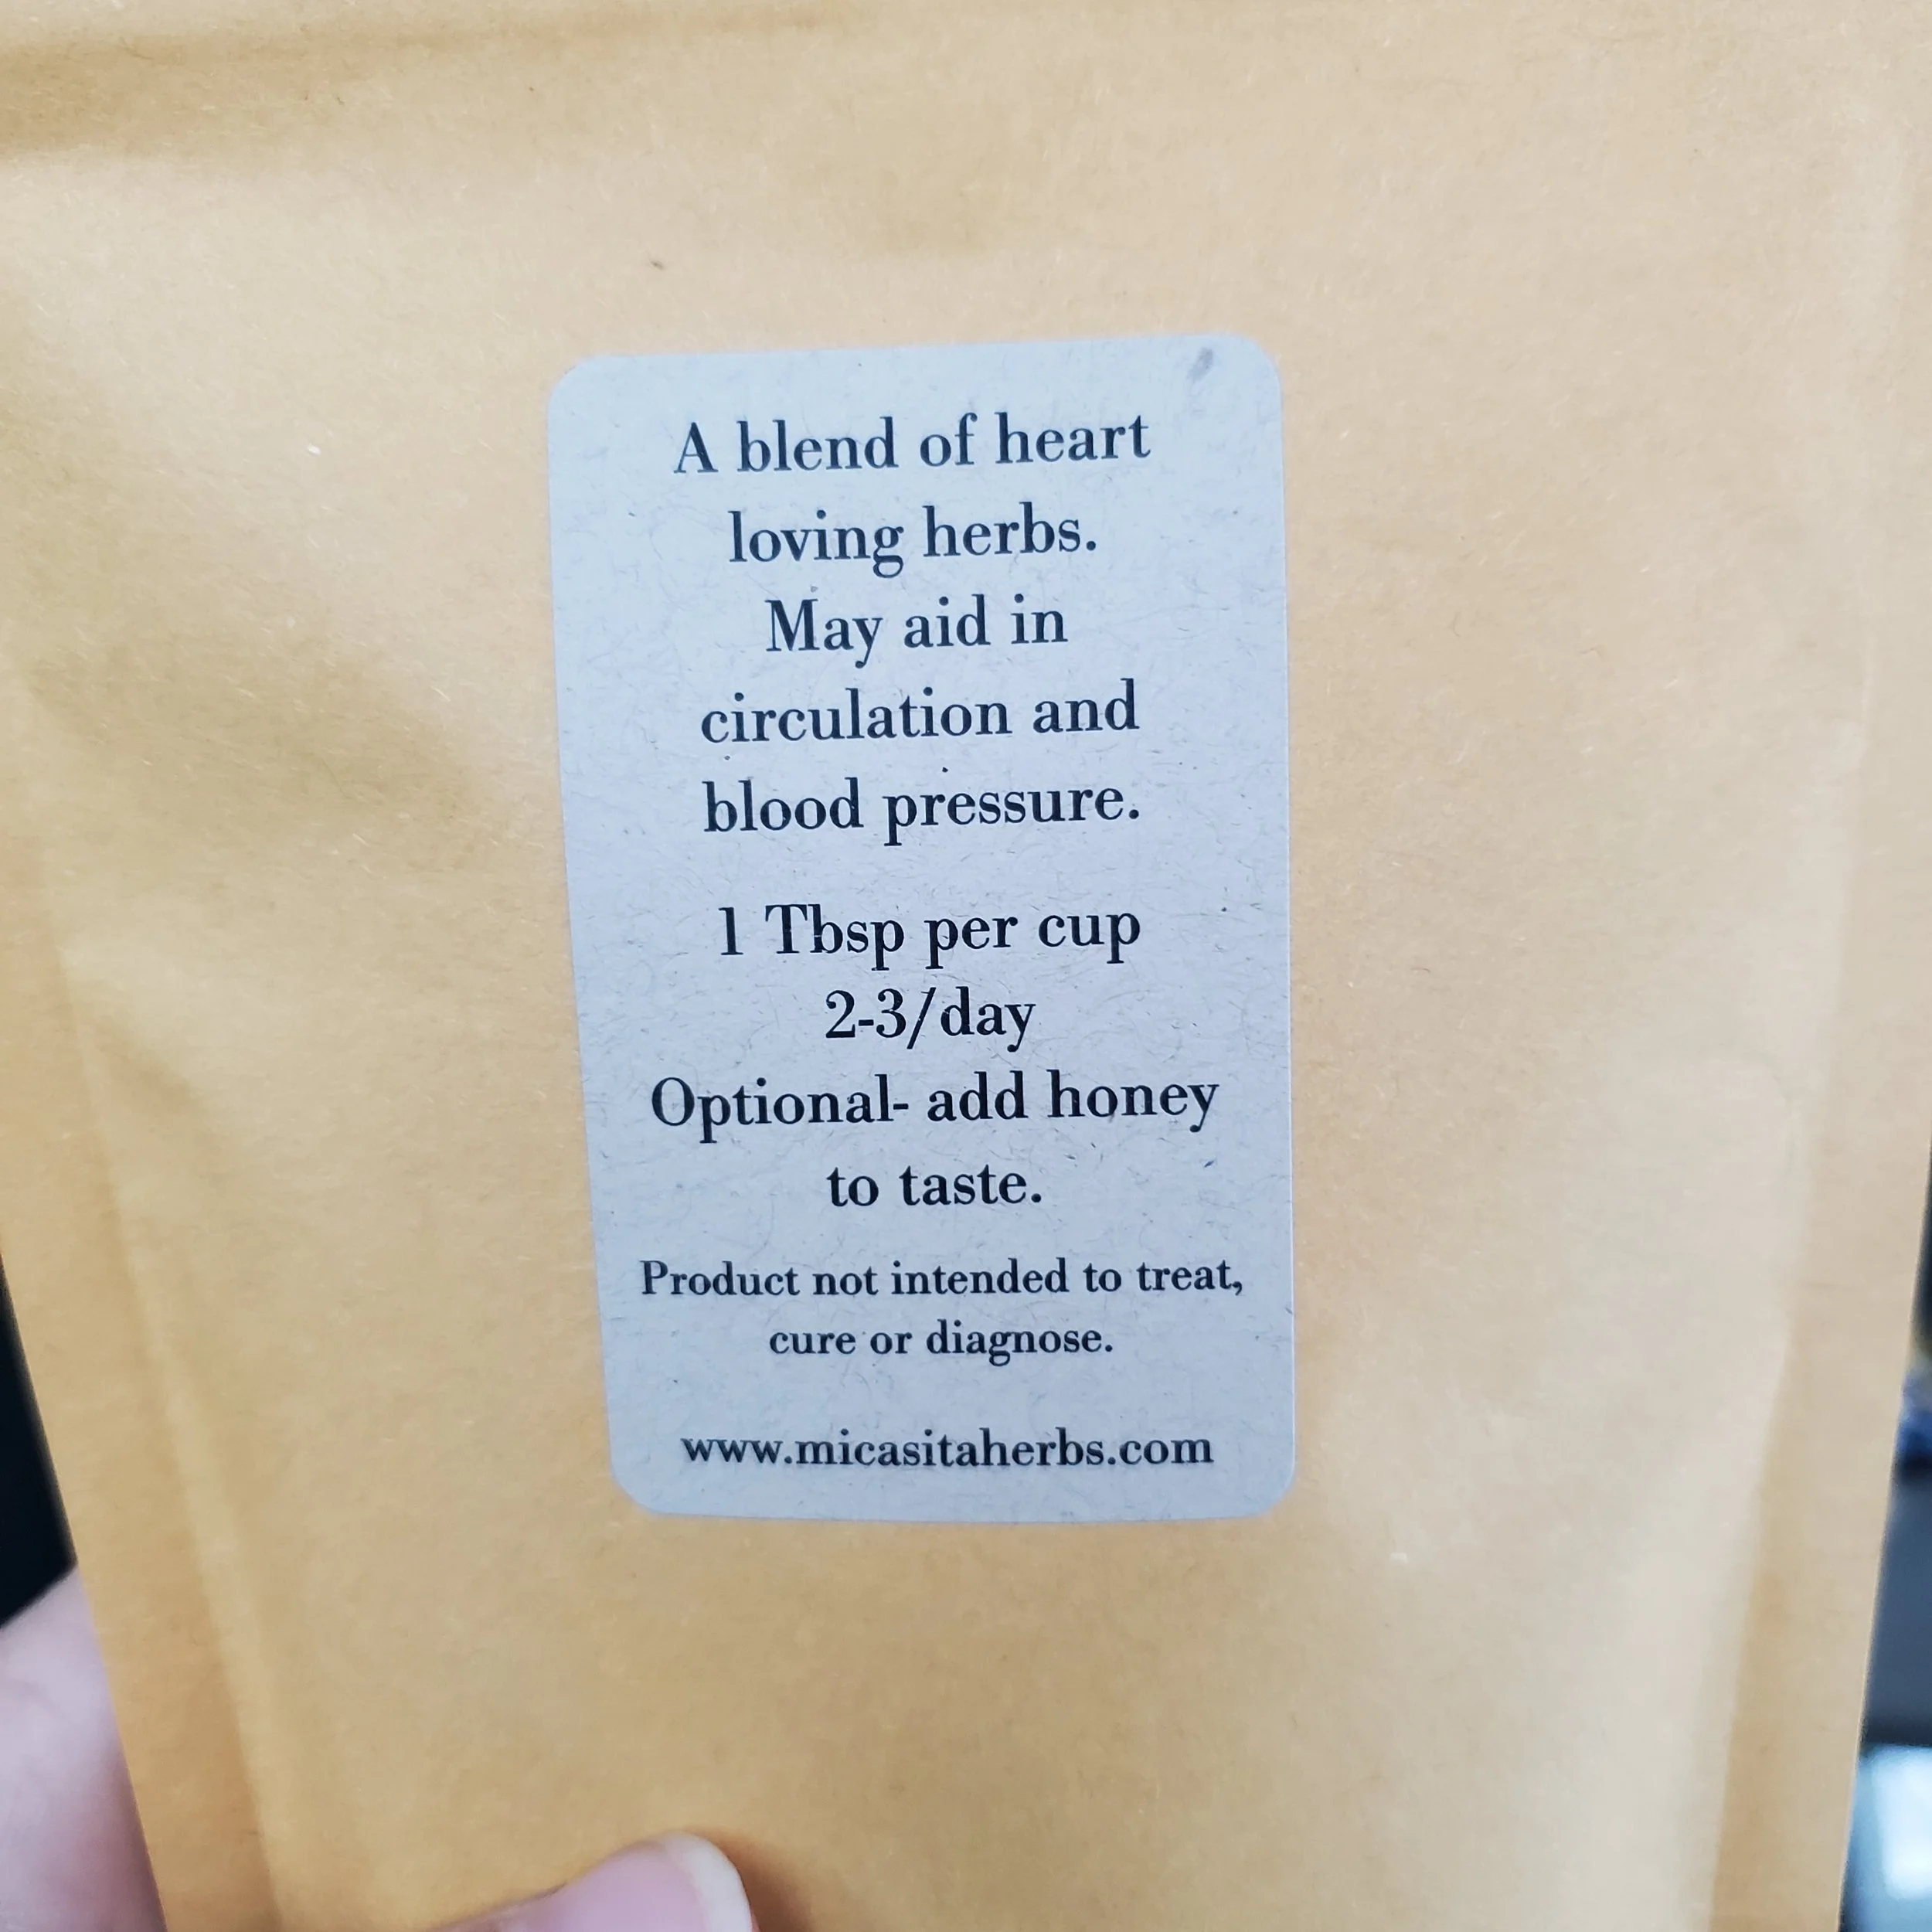 A blend of heart
loving herbs.
May aid in
circulation and
blood pressure.
1 Tbsp per cup
2-3/day
Optional- add honey
to taste.
Product not intended to treat,
cure or diagnose.
www.micasitaherbs.com